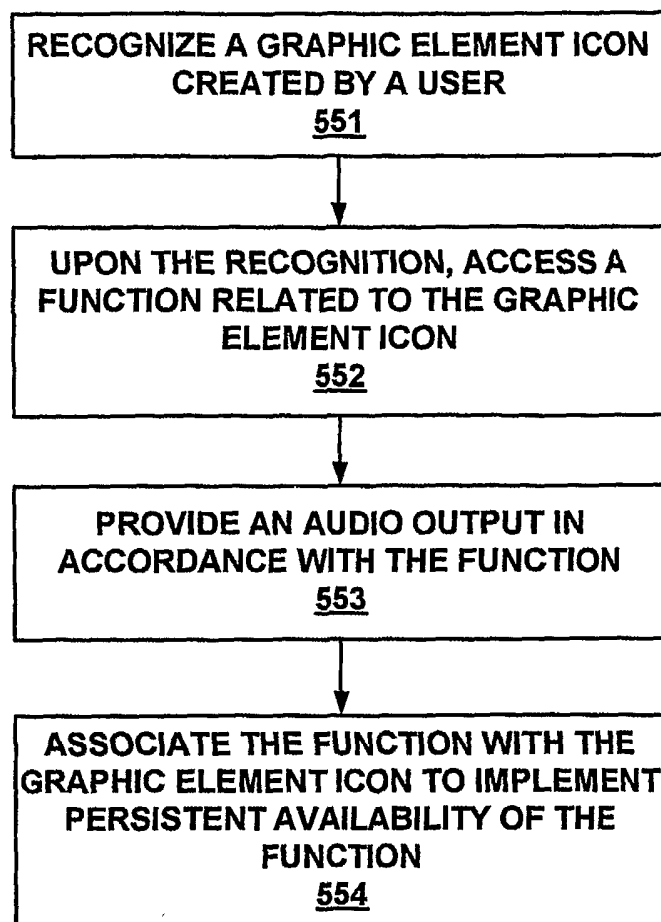 RECOGNIZE A GRAPHIC ELEMENT ICON
CREATED BY A USER
551
UPON THE RECOGNITION, ACCESS A
FUNCTION RELATED TO THE GRAPHIC
ELEMENT ICON
552
PROVIDE AN AUDIO OUTPUT IN
ACCORDANCE WITH THE FUNCTION
553
ASSOCIATE THE FUNCTION WITH THE
GRAPHIC ELEMENT ICON TO IMPLEMENT
PERSISTENT AVAILABILITY OF THE
FUNCTION
554